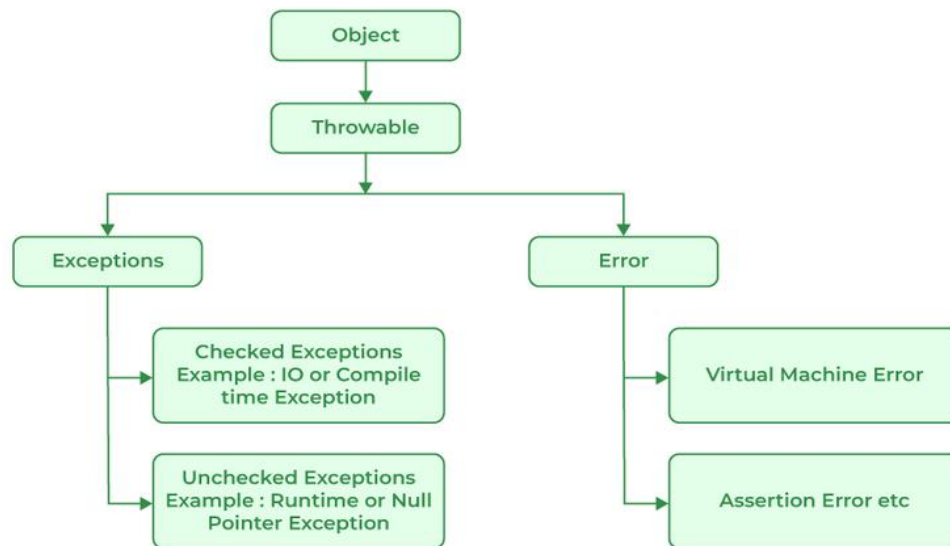 Object
Throwable
Exceptions
Error
Checked Exceptions
Example : IO or Compile
time Exception
Virtual Machine Error
Unchecked Exceptions
Example : Runtime or Null
Pointer Exception
Assertion Error etc